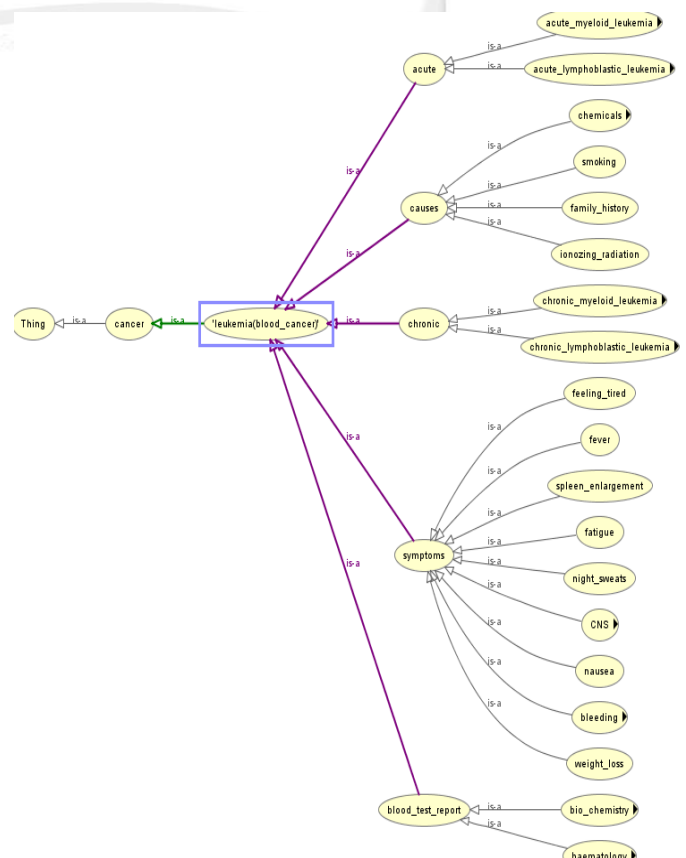 acute_myeloid_leukemia
is-a
acute
is-a
acute_lymphoblastic_leukemia
chemicals
is-a
smoking
is-a
is-a
causes
is-a
family_history
is-a
ionozing_radiation
is-a
chronic_myeloid_leukemia
is-a
Thing
is-a
cancer
is-a
'leukemia(blood_cancer)'
is-a
chronic
is-a
chronic_lymphoblastic_leukemia
feeling_tired
is-a
is-a
fever
is-a
spleen_enlargement
is-a
fatigue
is-a
symptoms
is-a
is-a
night_sweats
is-a
CNS
is-a
nausea
is-a
bleeding
is-a
weight_loss
blood_test_report
is-a
bio_chemistry
is-a
haematology